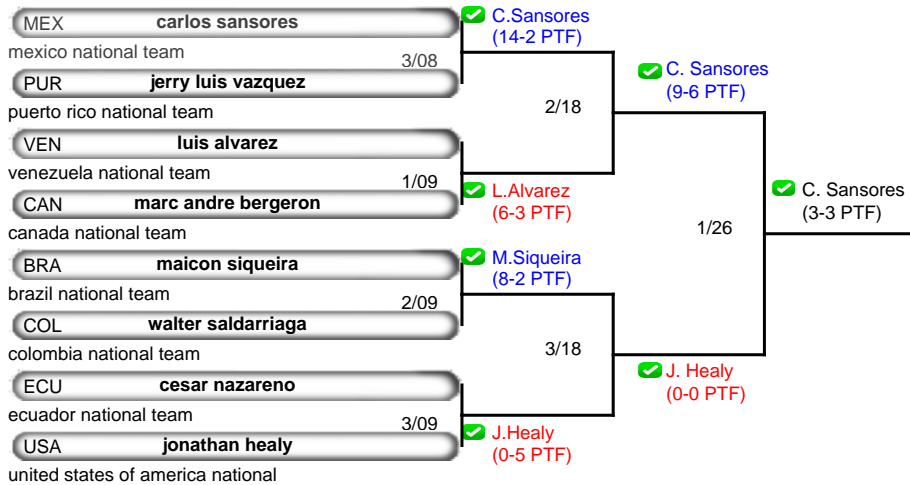 MEX carlos sansores
mexico national team
3/08
PUR jerry luis vazquez
puerto rico national team
VEN luis alvarez
venezuela national team
1/09
CAN marc andre bergeron
canada national team
BRA maicon siqueira
brazil national team
2/09
COL walter saldarriaga
colombia national team
ECU cesar nazareno
ecuador national team
3/09
USA jonathan healy
united states of america national
C.Sansores
(14-2 PTF)
2/18
L.Alvarez
(6-3 PTF)
M.Siqueira
(8-2 PTF)
3/18
J.Healy
(0-5 PTF)
C. Sansores
(9-6 PTF)
1/26
J. Healy
(0-0 PTF)
C. Sansores
(3-3 PTF)